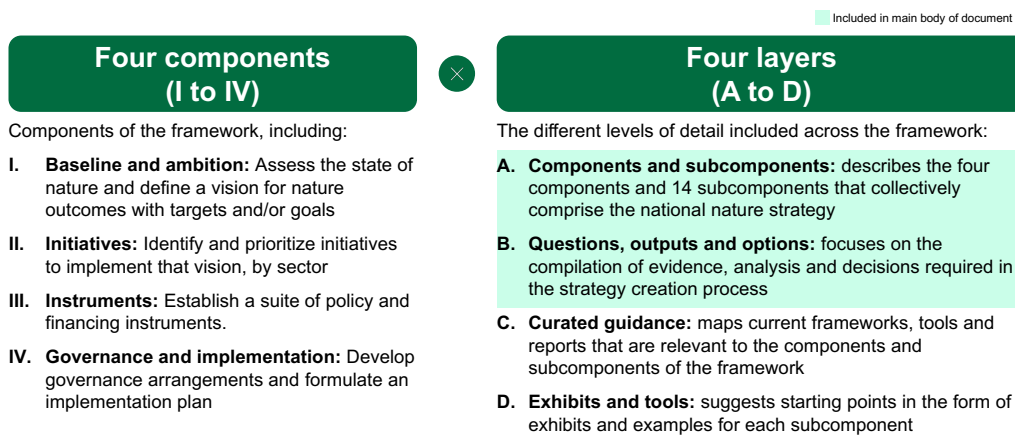 Included in main body of document
Four components
(I to IV)
Components of the framework, including:
I. Baseline and ambition: Assess the state of
nature and define a vision for nature
outcomes with targets and/or goals
II. Initiatives: Identify and prioritize initiatives
to implement that vision, by sector
III. Instruments: Establish a suite of policy and
financing instruments.
IV. Governance and implementation: Develop
governance arrangements and formulate an
implementation plan
Four layers
(A to D)
The different levels of detail included across the framework:
A. Components and subcomponents: describes the four
components and 14 subcomponents that collectively
comprise the national nature strategy
B. Questions, outputs and options: focuses on the
compilation of evidence, analysis and decisions required in
the strategy creation process
C. Curated guidance: maps current frameworks, tools and
reports that are relevant to the components and
subcomponents of the framework
D. Exhibits and tools: suggests starting points in the form of
exhibits and examples for each subcomponent